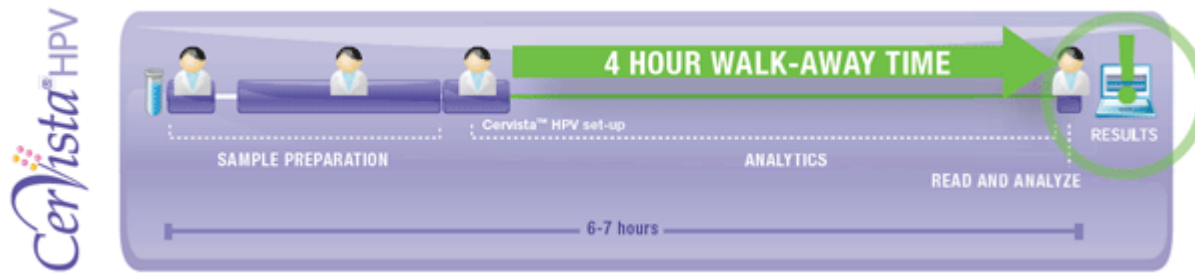 Cervista® HPV
4 HOUR WALK-AWAY TIME
Cervista™ HPV set-up
RESULTS
SAMPLE PREPARATION
ANALYTICS
READ AND ANALYZE
6-7 hours